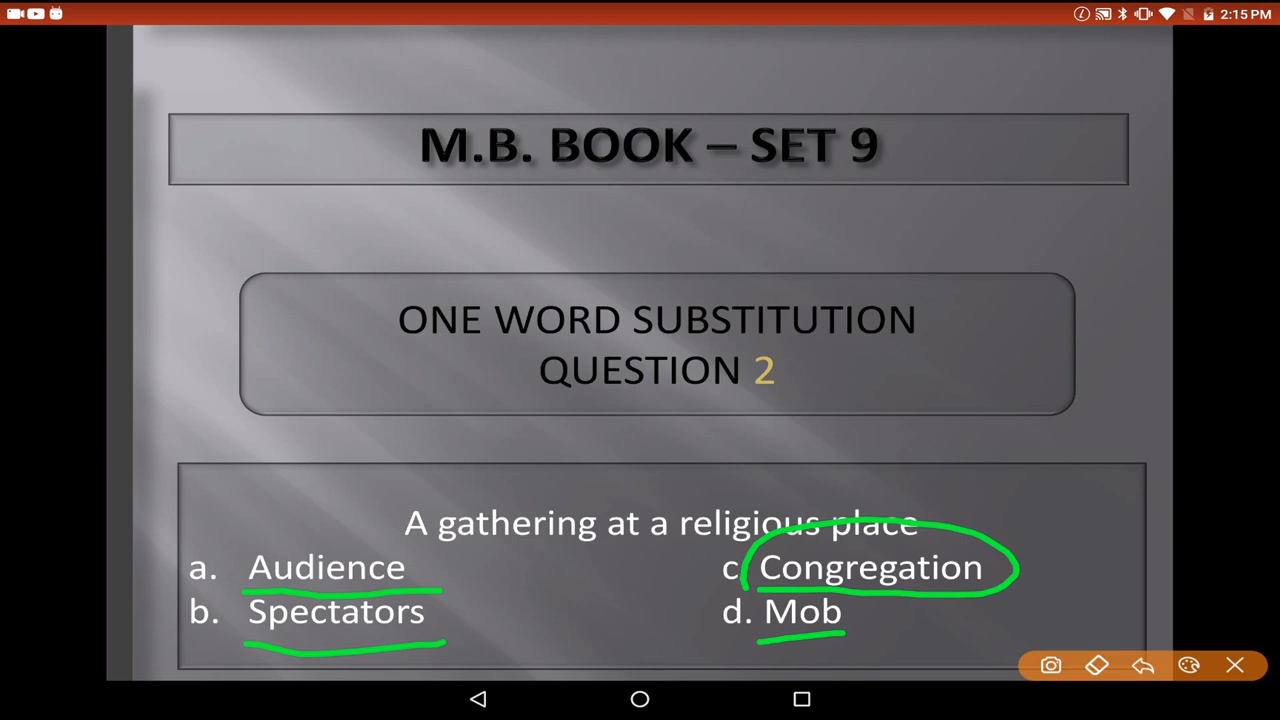 2:15 PM
M.B. BOOK – SET 9
ONE WORD SUBSTITUTION
QUESTION 2
A gathering at a religious place
a. Audience
c. Congregation
b. Spectators
d. Mob